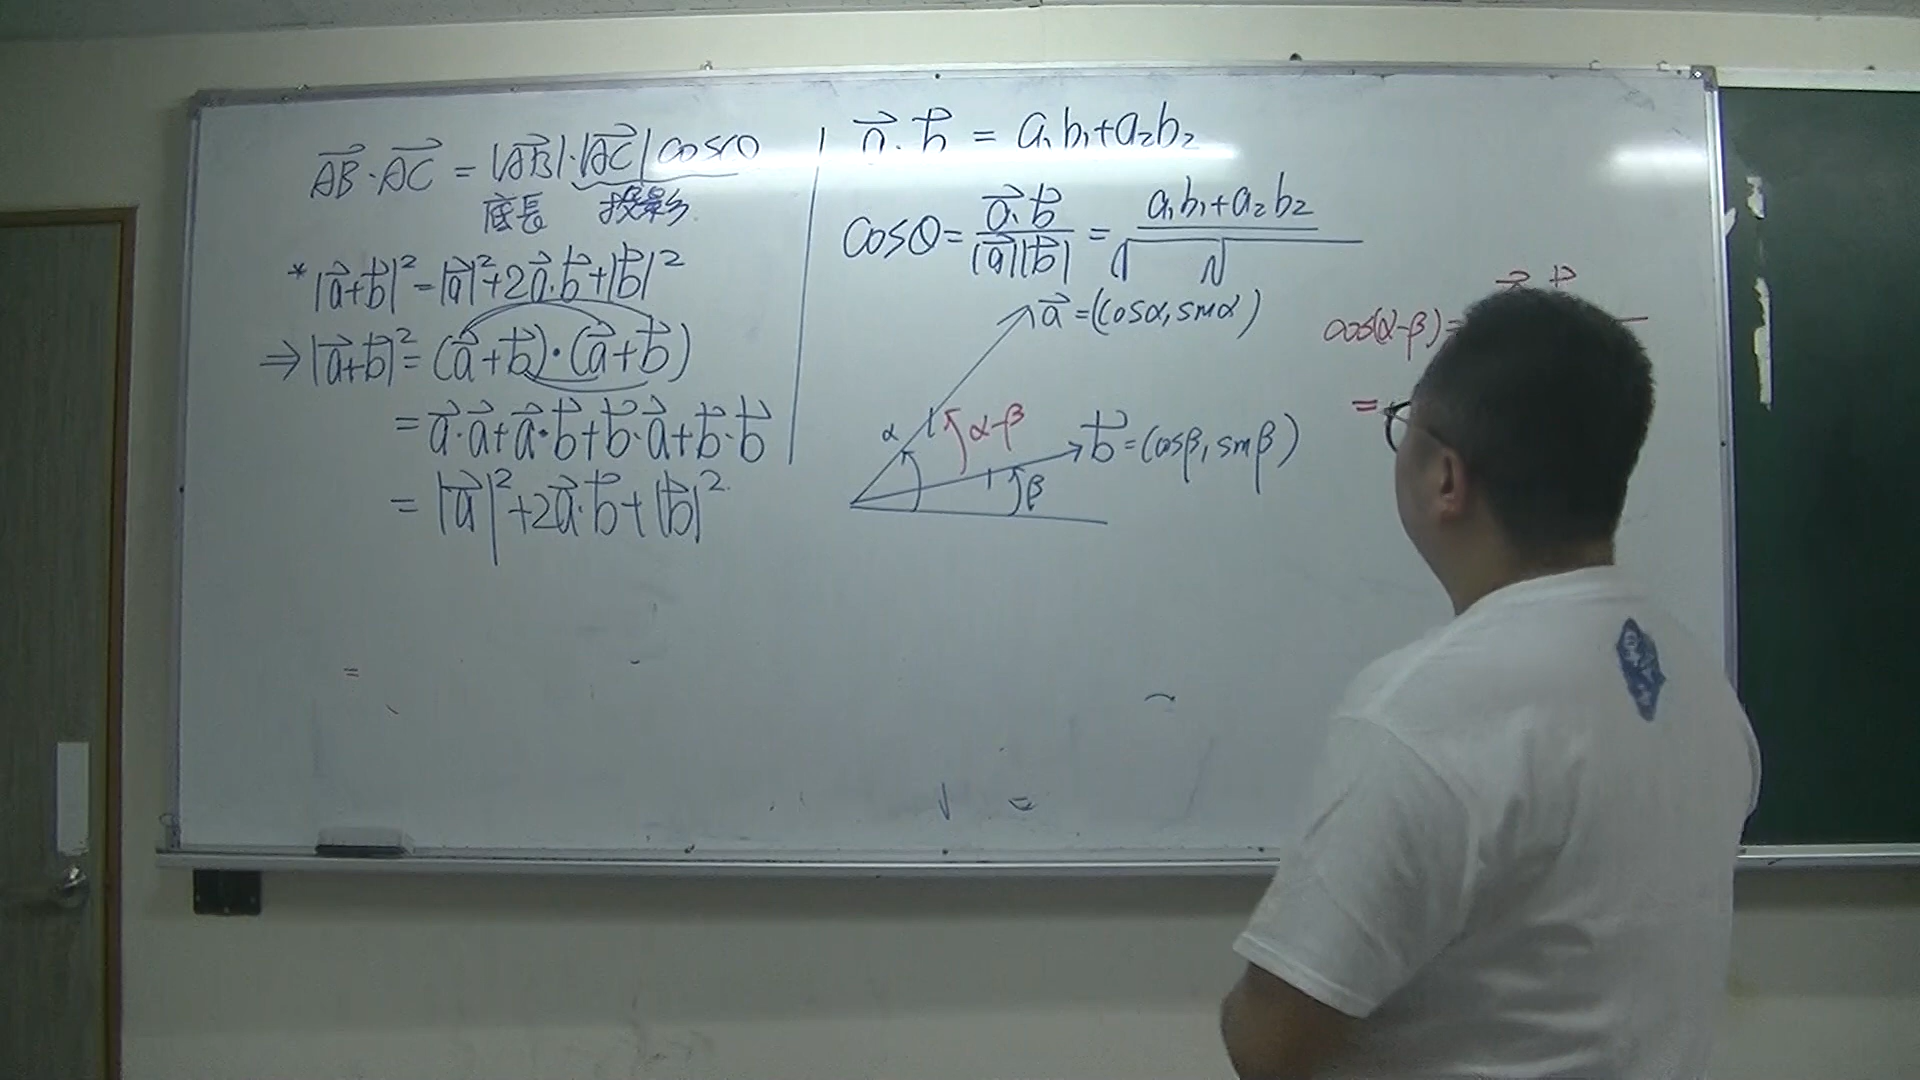 AB⃗·AC⃗ = |AB⃗|·|AC⃗| cosθ
底長 投影
*|a⃗+b⃗|² = |a⃗|²+2a⃗·b⃗+|b⃗|²
⇒|a⃗+b⃗|² = (a⃗+b⃗)·(a⃗+b⃗)
= a⃗·a⃗+a⃗·b⃗+b⃗·a⃗+b⃗·b⃗
= |a⃗|²+2a⃗·b⃗+|b⃗|²
a⃗·b⃗ = a₁b₁+a₂b₂
cosθ = a⃗·b⃗ / |a⃗||b⃗| = a₁b₁+a₂b₂ / √ √
a⃗=(cosα, sinα)
α α-β
b⃗=(cosβ, sinβ)
β
cos(α-β)=
=